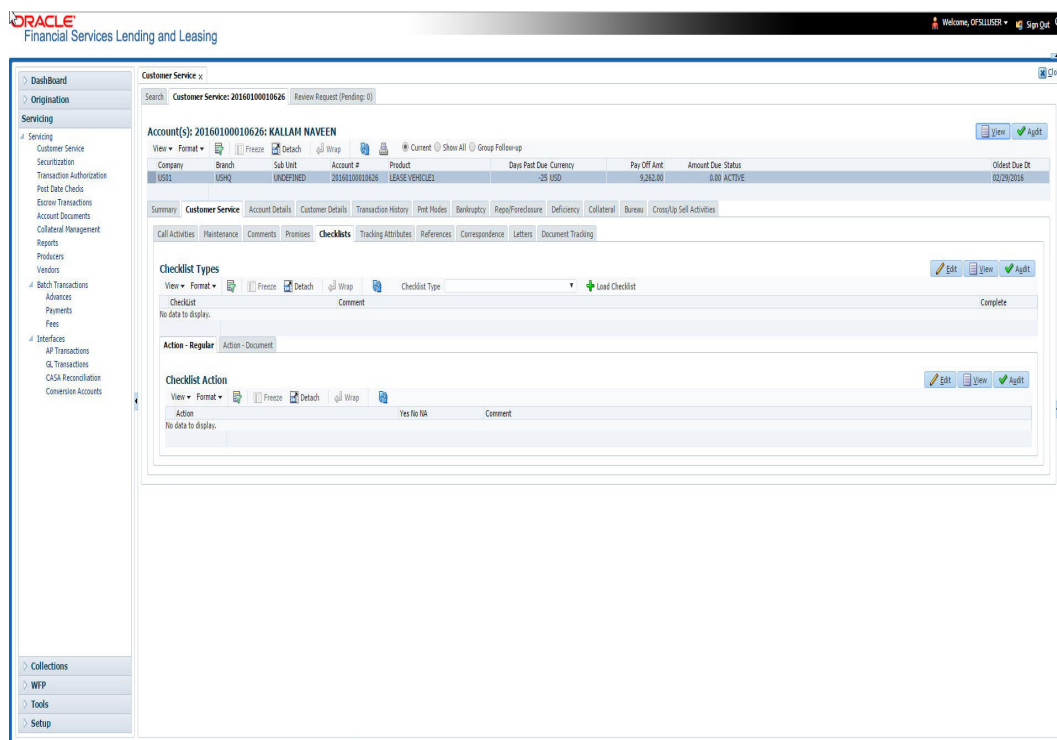 ORACLE
Financial Services Lending and Leasing
Welcome, OFSLLUSER
Sign Out
DashBoard
Origination
Servicing
Servicing
Customer Service
Securitization
Transaction Authorization
Post Date Checks
Escrow Transactions
Account Documents
Collateral Management
Reports
Producers
Vendors
Batch Transactions
Advances
Payments
Fees
Interfaces
AP Transactions
GL Transactions
CASA Reconciliation
Conversion Accounts
Collections
WFP
Tools
Setup
Customer Service x
Clo
Search Customer Service: 20160100010626 Review Request (Pending: 0)
Account(s): 20160100010626: KALLAM NAVEEN
View Audit
View Format Freeze Detach Wrap Current Show All Group Follow-up
Company Branch Sub Unit Account # Product Days Past Due Currency Pay Off Amt Amount Due Status Oldest Due Dt
US01 USHQ UNDEFINED 20160100010626 LEASE VEHICLE1 -25 USD 9,262.00 0.00 ACTIVE 02/29/2016
Summary Customer Service Account Details Customer Details Transaction History Pmt Modes Bankruptcy Repo/Foreclosure Deficiency Collateral Bureau Cross/Up Sell Activities
Call Activities Maintenance Comments Promises Checklists Tracking Attributes References Correspondence Letters Document Tracking
Checklist Types
Edit View Audit
View Format Freeze Detach Wrap Checklist Type Load Checklist
CheckList Comment Complete
No data to display.
Action - Regular Action - Document
Checklist Action
Edit View Audit
View Format Freeze Detach Wrap
Action Yes No NA Comment
No data to display.